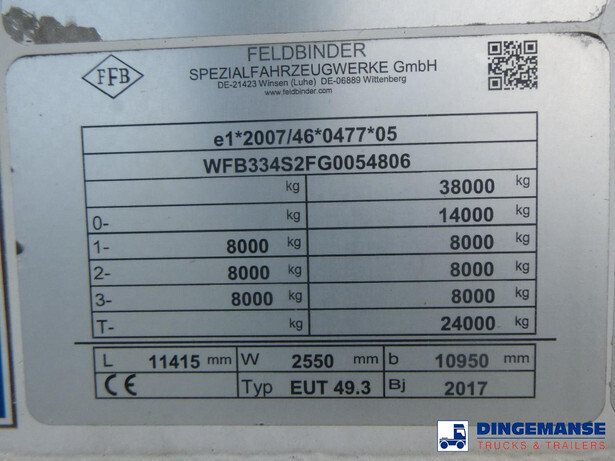 FFB
FELDBINDER
SPEZIALFAHRZEUGWERKE GmbH
DE-21423 Winsen (Luhe) DE-06889 Wittenberg
www.feldbinder.com
e1*2007/46*0477*05
WFB334S2FG0054806
kg 38000 kg
0- 14000 kg
1- 8000 kg 8000 kg
2- 8000 kg 8000 kg
3- 8000 kg 8000 kg
T- 24000 kg
L 11415 mm W 2550 mm b 10950 mm
CE Typ EUT 49.3 Bj 2017
DINGEMANSE
TRUCKS & TRAILERS